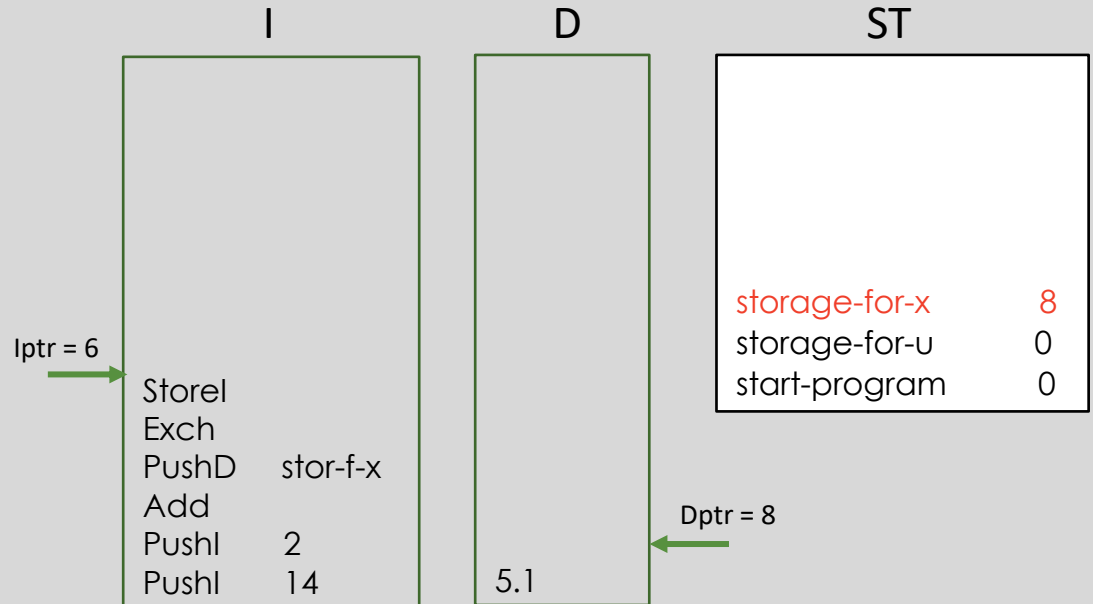 I D ST
storage-for-x 8
Iptr = 6
storage-for-u 0
StoreI
start-program 0
Exch
PushD stor-f-x
Add
Dptr = 8
PushI 2
PushI 14
5.1